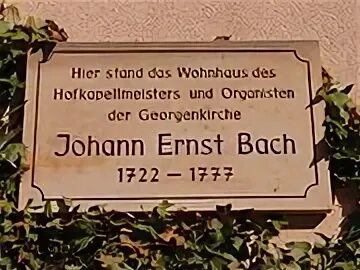 Hier stand das Wohnhaus des
Hofkapellmeisters und Organisten
der Georgenkirche
Johann Ernst Bach
1722 – 1777